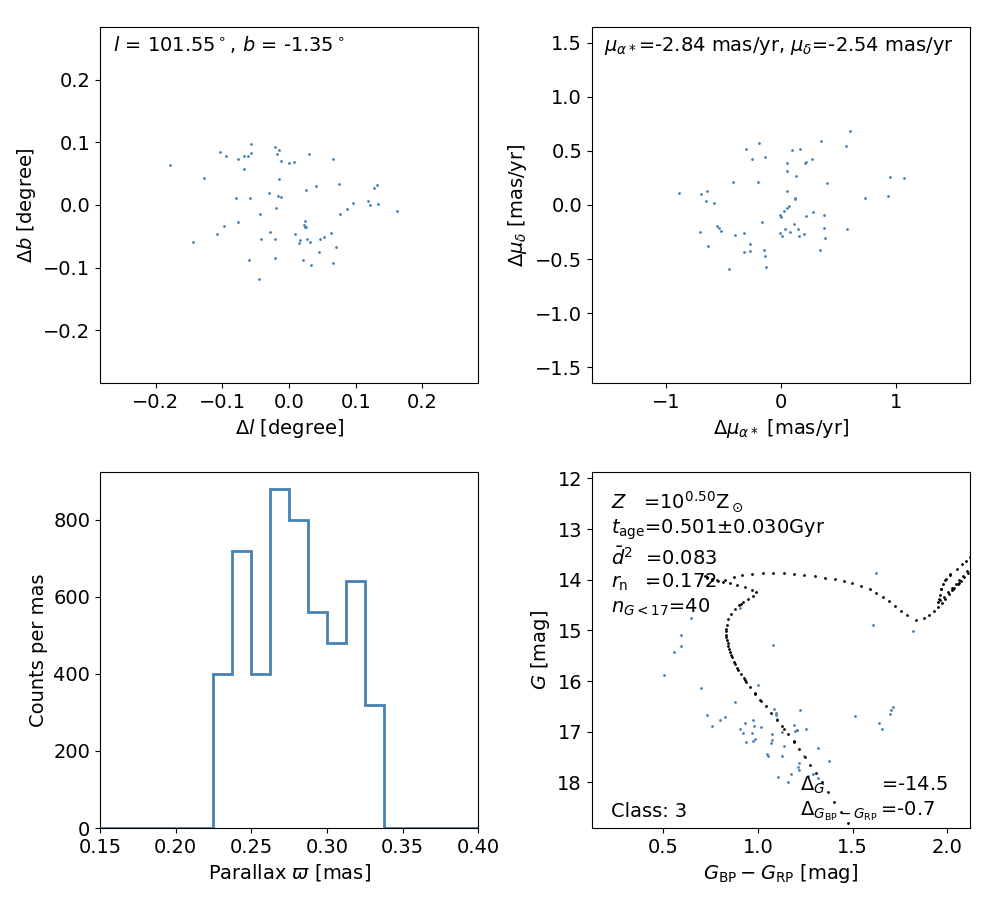 l = 101.55°, b = -1.35°
0.2
0.1
0.0
−0.1
−0.2
Δb [degree]
−0.2 −0.1 0.0 0.1 0.2
Δl [degree]
μα*=-2.84 mas/yr, μδ=-2.54 mas/yr
1.5
1.0
0.5
0.0
−0.5
−1.0
−1.5
Δμδ [mas/yr]
−1 0 1
Δμα* [mas/yr]
800
600
400
200
0
Counts per mas
0.15 0.20 0.25 0.30 0.35 0.40
Parallax ϖ [mas]
Z =10^0.50 Z⊙
t_age=0.501±0.030Gyr
d̄² =0.083
r_n =0.172
n_G<17=40
12
13
14
15
16
17
18
G [mag]
Δ_G =-14.5
Δ_G_BP−G_RP =-0.7
Class: 3
0.5 1.0 1.5 2.0
G_BP − G_RP [mag]